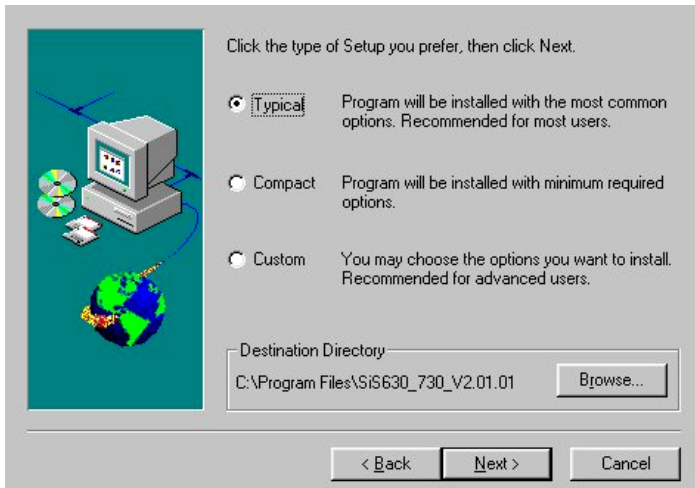 Click the type of Setup you prefer, then click Next.
Typical
Program will be installed with the most common
options. Recommended for most users.
Compact
Program will be installed with minimum required
options.
Custom
You may choose the options you want to install.
Recommended for advanced users.
Destination Directory
C:\Program Files\SiS630_730_V2.01.01
Browse...
< Back
Next >
Cancel